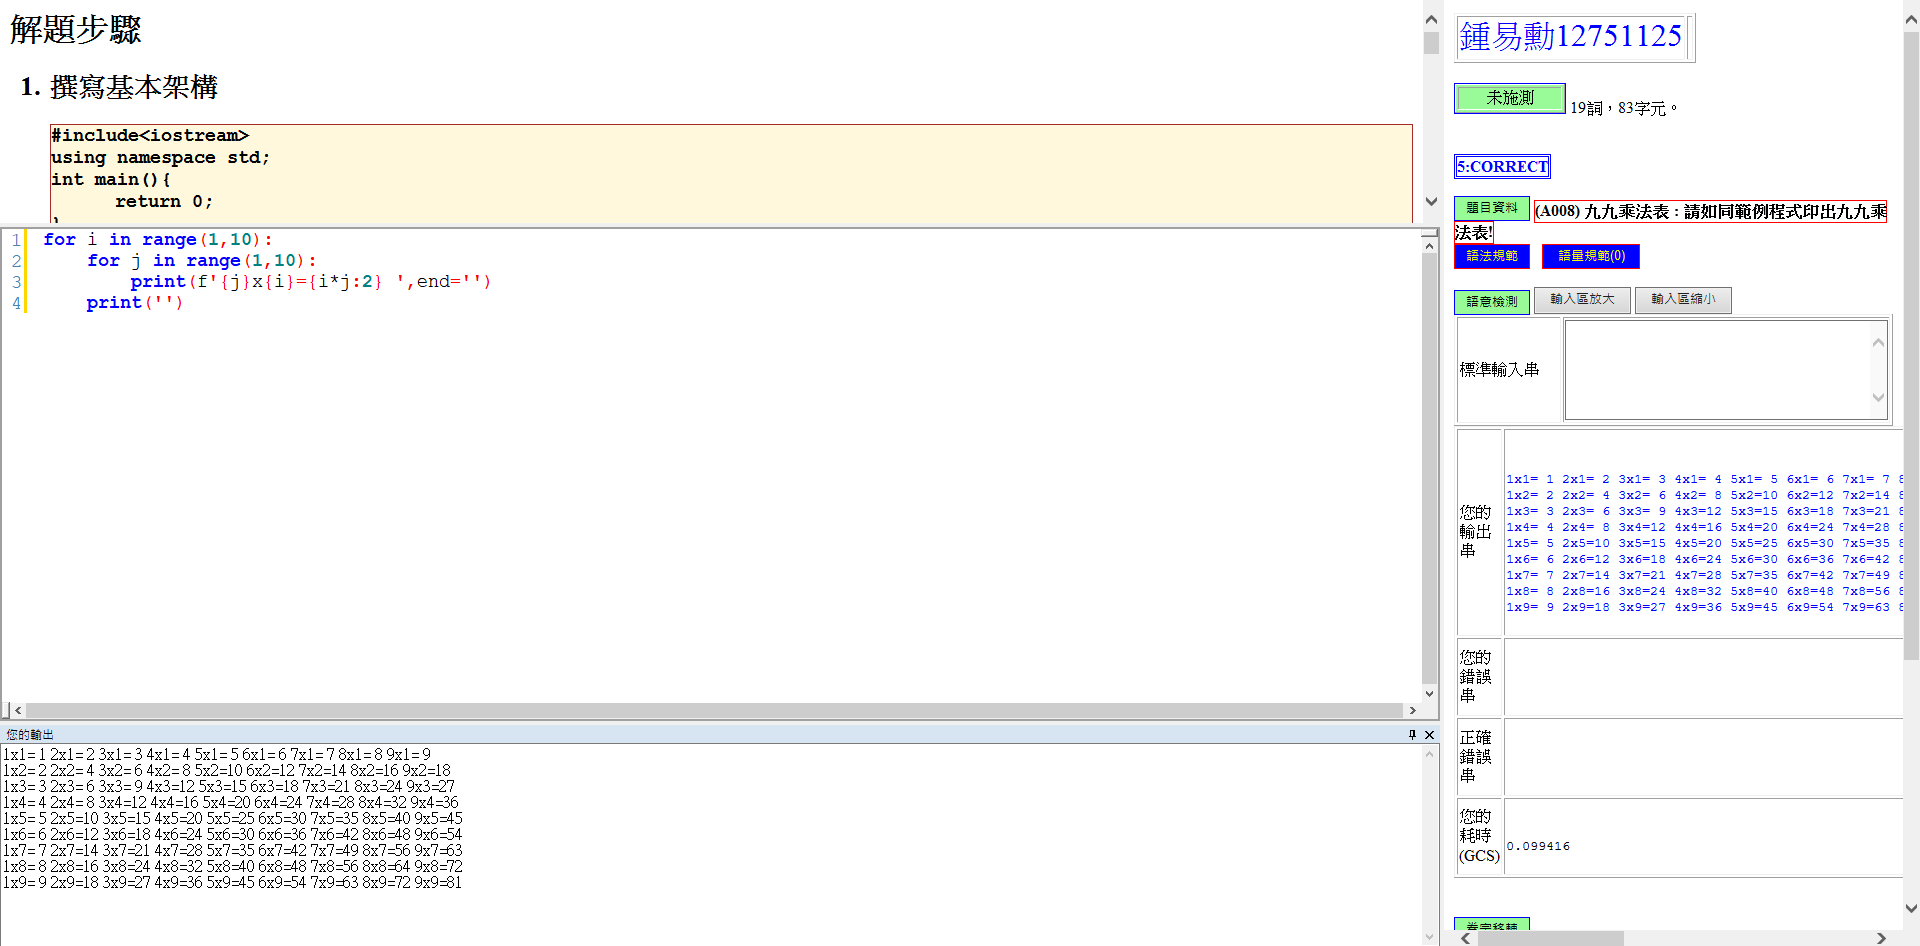 解題步驟
1. 撰寫基本架構
#include<iostream>
using namespace std;
int main(){
return 0;
1 for i in range(1,10):
2 for j in range(1,10):
3 print(f'{j}x{i}={i*j:2} ',end='')
4 print('')
您的輸出
1x1= 1 2x1= 2 3x1= 3 4x1= 4 5x1= 5 6x1= 6 7x1= 7 8x1= 8 9x1= 9
1x2= 2 2x2= 4 3x2= 6 4x2= 8 5x2=10 6x2=12 7x2=14 8x2=16 9x2=18
1x3= 3 2x3= 6 3x3= 9 4x3=12 5x3=15 6x3=18 7x3=21 8x3=24 9x3=27
1x4= 4 2x4= 8 3x4=12 4x4=16 5x4=20 6x4=24 7x4=28 8x4=32 9x4=36
1x5= 5 2x5=10 3x5=15 4x5=20 5x5=25 6x5=30 7x5=35 8x5=40 9x5=45
1x6= 6 2x6=12 3x6=18 4x6=24 5x6=30 6x6=36 7x6=42 8x6=48 9x6=54
1x7= 7 2x7=14 3x7=21 4x7=28 5x7=35 6x7=42 7x7=49 8x7=56 9x7=63
1x8= 8 2x8=16 3x8=24 4x8=32 5x8=40 6x8=48 7x8=56 8x8=64 9x8=72
1x9= 9 2x9=18 3x9=27 4x9=36 5x9=45 6x9=54 7x9=63 8x9=72 9x9=81
鍾易勳12751125
未施測 19詞，83字元。
5:CORRECT
題目資料 (A008) 九九乘法表：請如同範例程式印出九九乘
法表!
語法規範 語量規範(0)
語意檢測 輸入區放大 輸入區縮小
標準輸入串
您的
輸出
串
1x1= 1 2x1= 2 3x1= 3 4x1= 4 5x1= 5 6x1= 6 7x1= 7
1x2= 2 2x2= 4 3x2= 6 4x2= 8 5x2=10 6x2=12 7x2=14
1x3= 3 2x3= 6 3x3= 9 4x3=12 5x3=15 6x3=18 7x3=21
1x4= 4 2x4= 8 3x4=12 4x4=16 5x4=20 6x4=24 7x4=28
1x5= 5 2x5=10 3x5=15 4x5=20 5x5=25 6x5=30 7x5=35
1x6= 6 2x6=12 3x6=18 4x6=24 5x6=30 6x6=36 7x6=42
1x7= 7 2x7=14 3x7=21 4x7=28 5x7=35 6x7=42 7x7=49
1x8= 8 2x8=16 3x8=24 4x8=32 5x8=40 6x8=48 7x8=56
1x9= 9 2x9=18 3x9=27 4x9=36 5x9=45 6x9=54 7x9=63
您的
錯誤
串
正確
錯誤
串
您的
耗時
(GCS)
0.099416